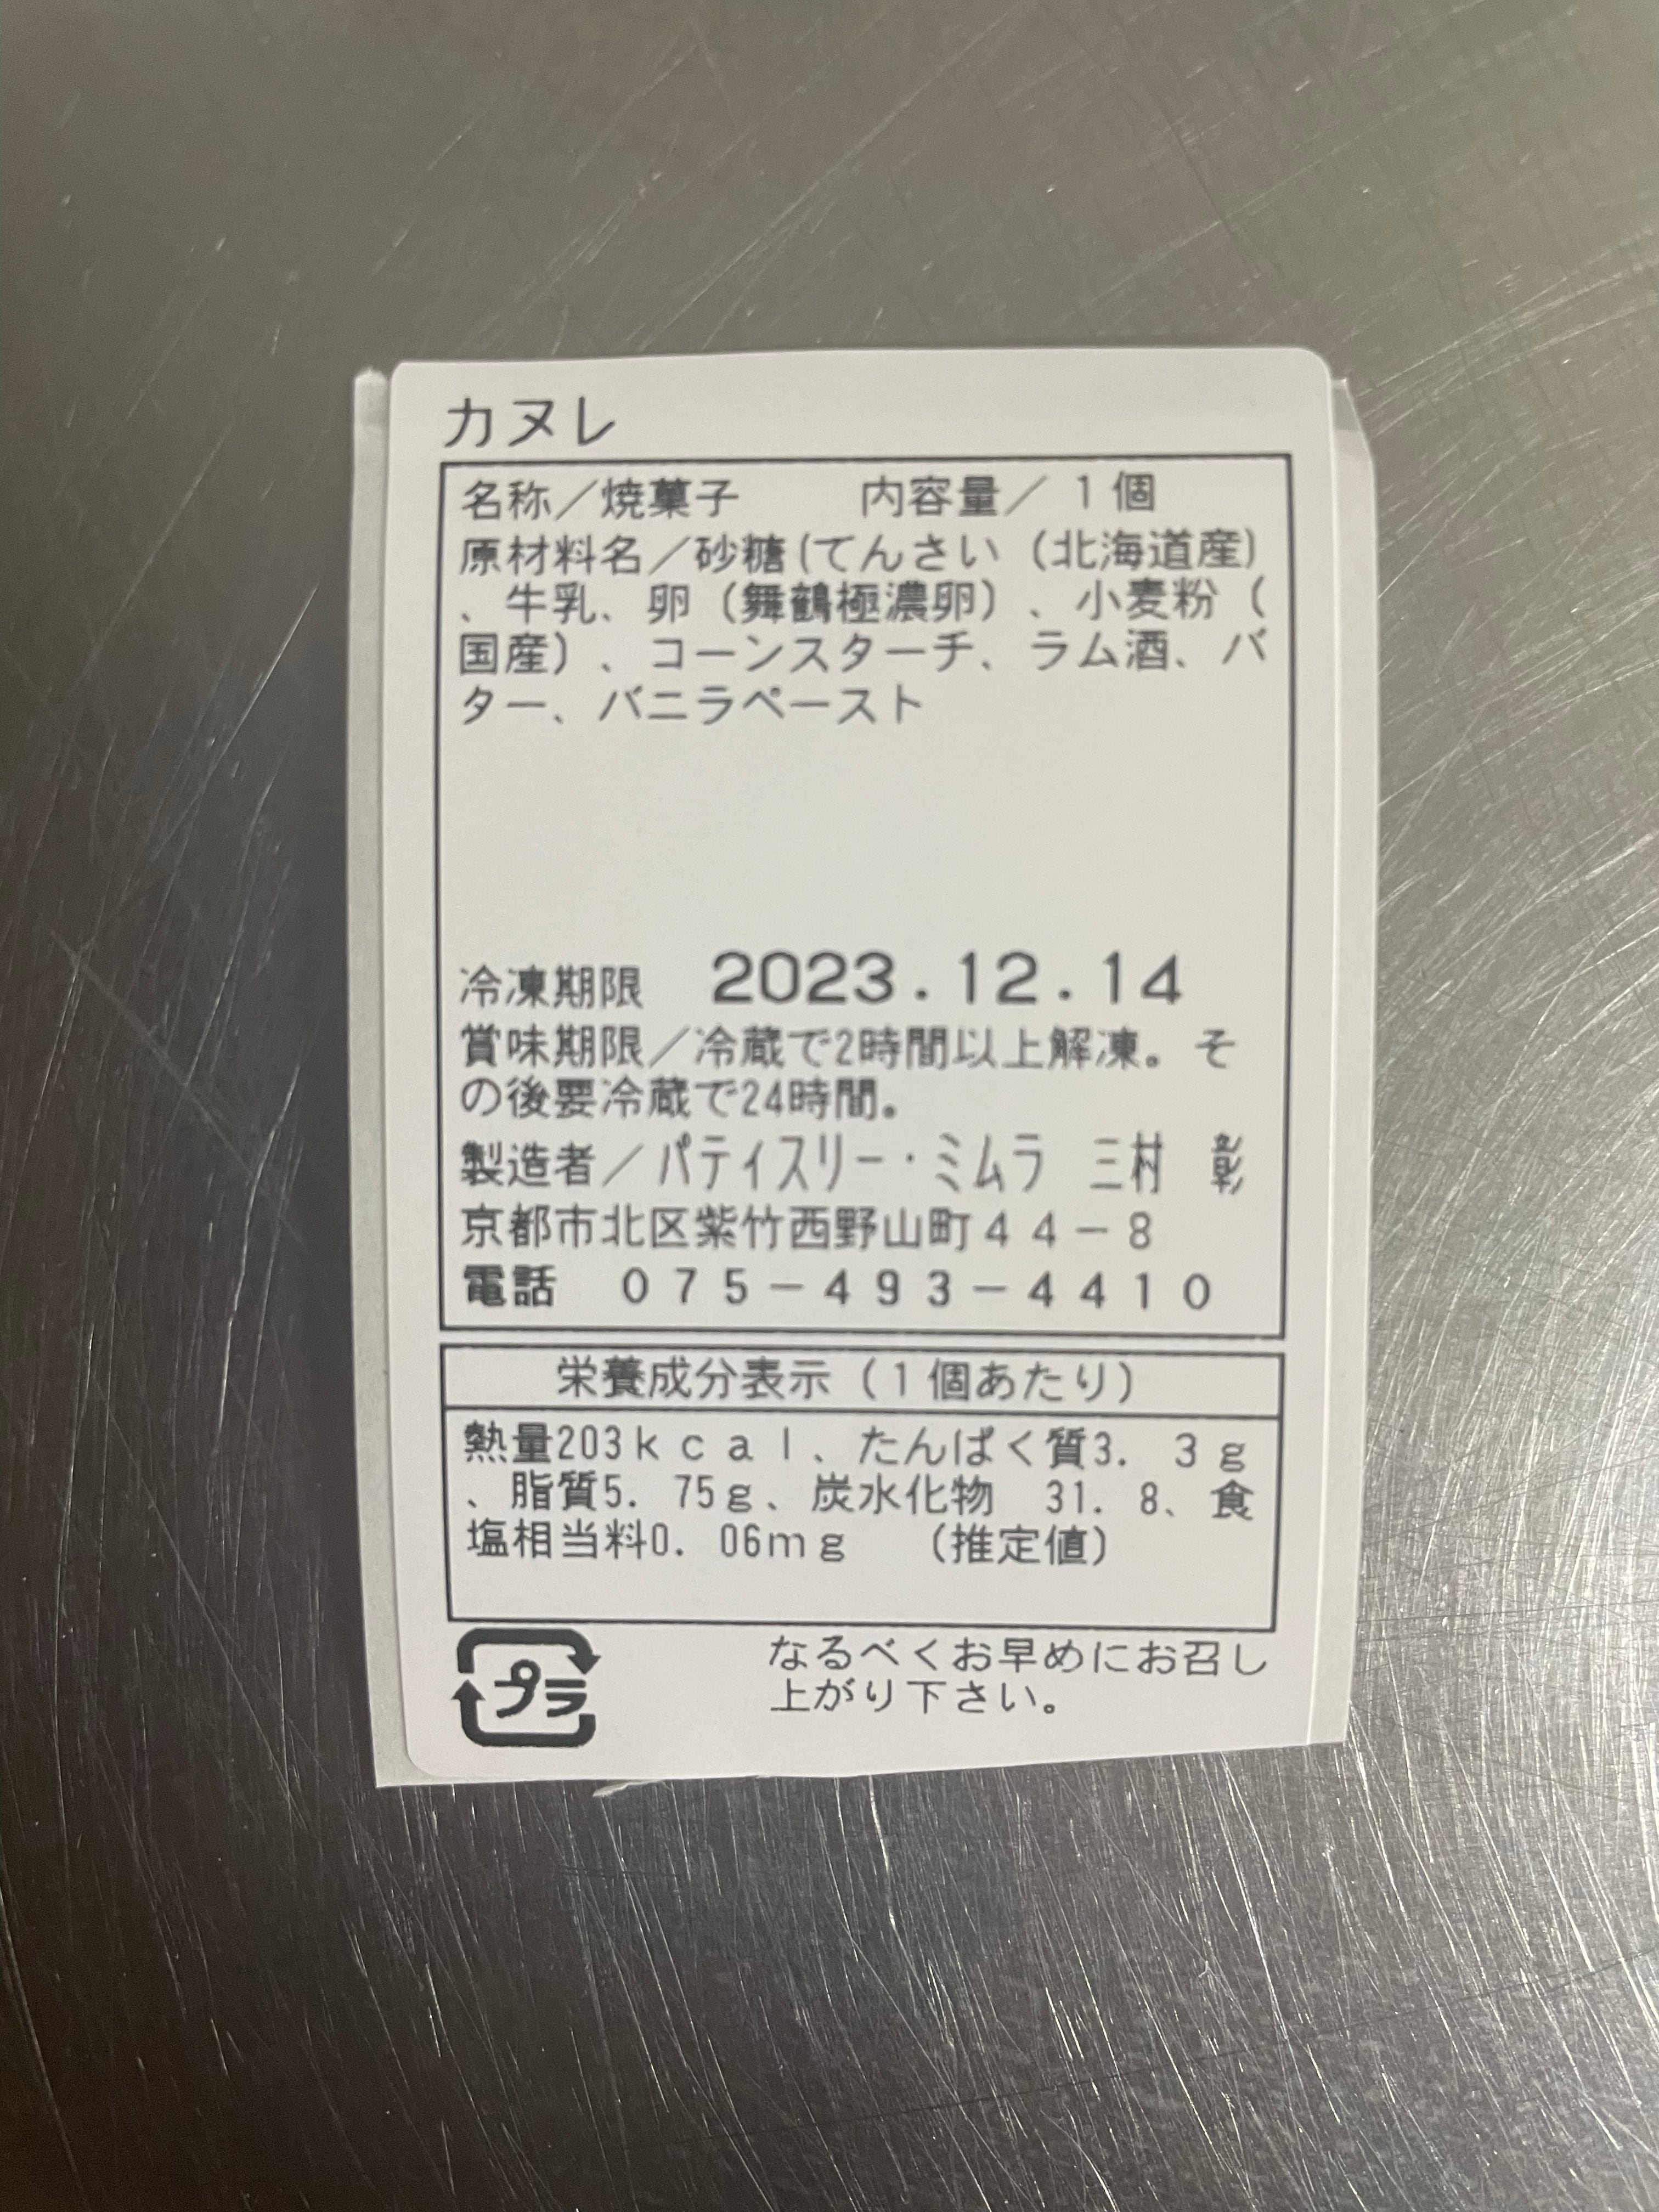 カヌレ
名称／焼菓子　　内容量／１個
原材料名／砂糖(てんさい（北海道産)
、牛乳、卵（舞鶴極濃卵）、小麦粉（
国産）、コーンスターチ、ラム酒、バ
ター、バニラペースト
冷凍期限　2023.12.14
賞味期限／冷蔵で2時間以上解凍。そ
の後要冷蔵で24時間。
製造者／パティスリー・ミムラ　三村　彰
京都市北区紫竹西野山町４４－８
電話　０７５－４９３－４４１０
栄養成分表示（１個あたり）
熱量203ｋｃａｌ、たんぱく質3.　３ｇ
、脂質5.　75ｇ、炭水化物　31.　8、食
塩相当料0.　06ｍｇ　（推定値）
プラ
なるべくお早めにお召し
上がり下さい。